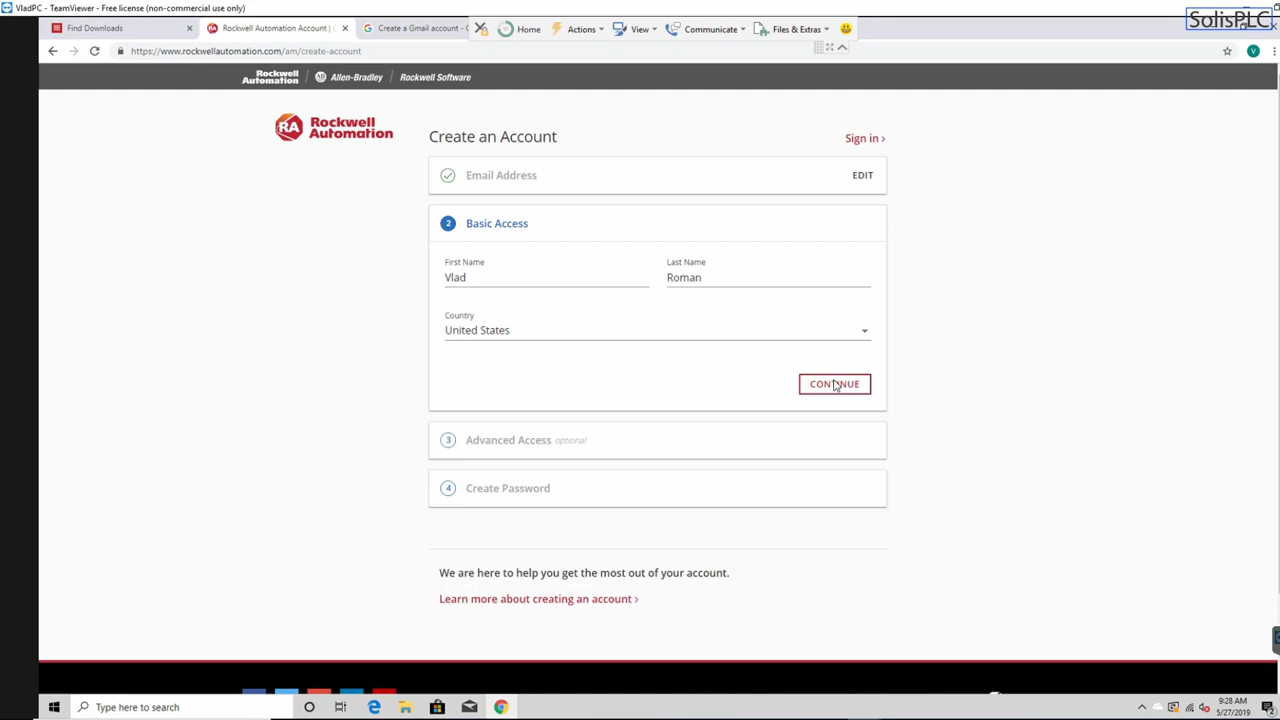 VladPC - TeamViewer - Free license (non-commercial use only)
SolisPLC
Find Downloads
Rockwell Automation Account |
Create a Gmail account -
Home
Actions
View
Communicate
Files & Extras
https://www.rockwellautomation.com/am/create-account
V
Rockwell Automation
AB Allen-Bradley
Rockwell Software
RA Rockwell Automation
Create an Account
Sign in >
Email Address
EDIT
2 Basic Access
First Name
Last Name
Vlad
Roman
Country
United States
CONTINUE
3 Advanced Access optional
4 Create Password
We are here to help you get the most out of your account.
Learn more about creating an account >
Type here to search
9:28 AM
5/27/2019
2